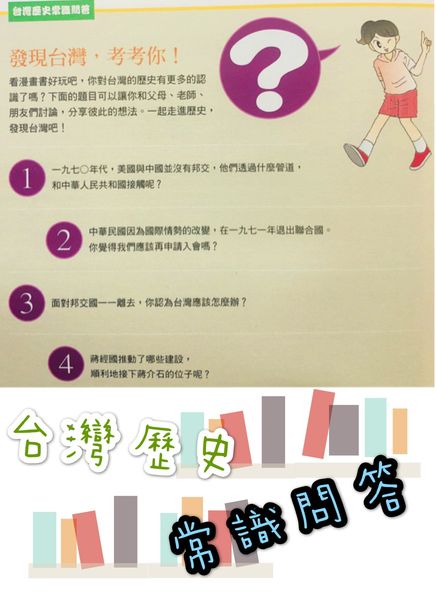 台灣歷史常識問答
發現台灣，考考你！
看漫畫書好玩吧，你對台灣的歷史有更多的認
識了嗎？下面的題目可以讓你和父母、老師、
朋友們討論，分享彼此的想法。一起走進歷史，
發現台灣吧！
?
1 一九七〇年代，美國與中國並沒有邦交，他們透過什麼管道，
和中華人民共和國接觸呢？
2 中華民國因為國際情勢的改變，在一九七一年退出聯合國。
你覺得我們應該再申請入會嗎？
3 面對邦交國一一離去，你認為台灣應該怎麼辦？
4 蔣經國推動了哪些建設，
順利地接下蔣介石的位子呢？
台灣歷史
常識問答